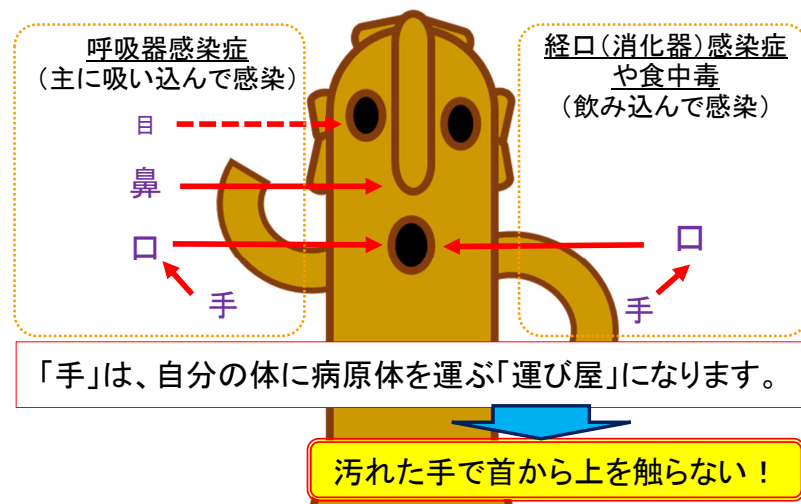 呼吸器感染症
（主に吸い込んで感染）
目
鼻
口
手
経口（消化器）感染症
や食中毒
（飲み込んで感染）
口
手
「手」は、自分の体に病原体を運ぶ「運び屋」になります。
汚れた手で首から上を触らない！